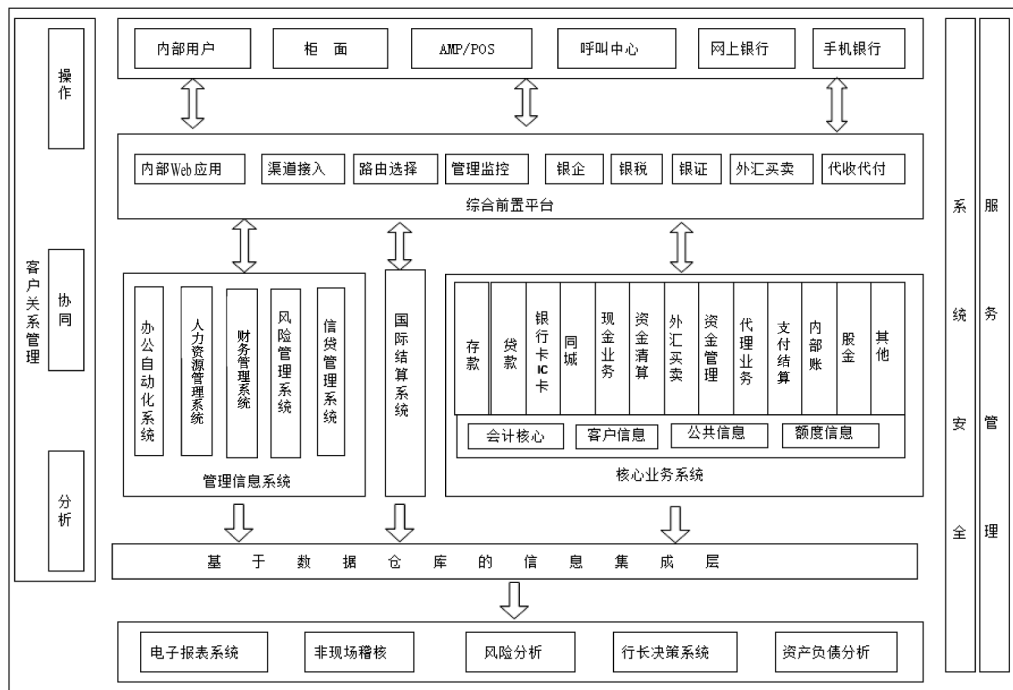 内部用户
柜 面
AMP/POS
呼叫中心
网上银行
手机银行
操作
内部Web应用
渠道接入
路由选择
管理监控
银企
银税
银证
外汇买卖
代收代付
综合前置平台
客户关系管理
协同
办公自动化系统
人力资源管理系统
财务管理系统
风险管理系统
信贷管理系统
管理信息系统
国际结算系统
存款
贷款
银行卡IC卡
同城
现金业务
资金清算
外汇买卖
资金管理
代理业务
支付结算
内部账
股金
其他
会计核心
客户信息
公共信息
额度信息
核心业务系统
分析
基于数据仓库的信息集成层
电子报表系统
非现场稽核
风险分析
行长决策系统
资产负债分析
系统安全
服务管理